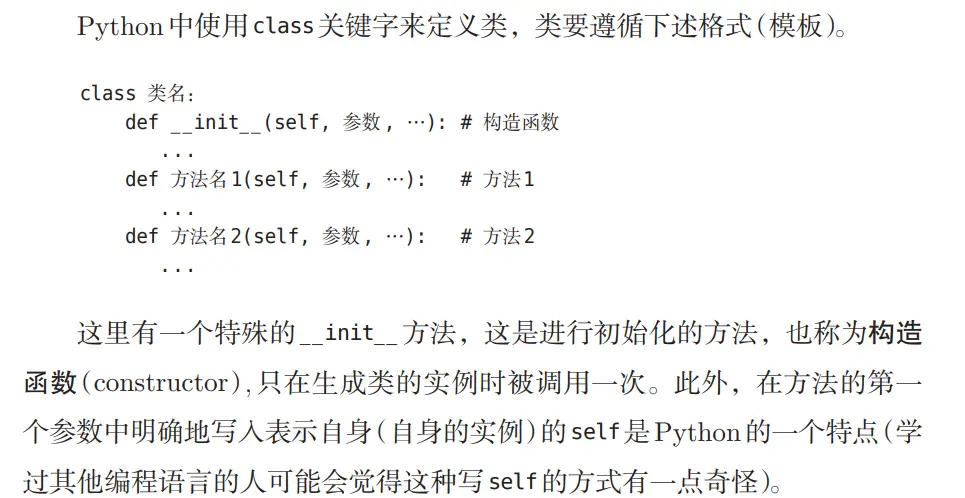 Python中使用class关键字来定义类，类要遵循下述格式（模板）。
class 类名：
    def __init__(self, 参数, …): # 构造函数
        ...
    def 方法名1(self, 参数, …):   # 方法1
        ...
    def 方法名2(self, 参数, …):   # 方法2
        ...
这里有一个特殊的__init__方法，这是进行初始化的方法，也称为构造
函数（constructor），只在生成类的实例时被调用一次。此外，在方法的第一
个参数中明确地写入表示自身（自身的实例）的self是Python的一个特点（学
过其他编程语言的人可能会觉得这种写self的方式有一点奇怪）。